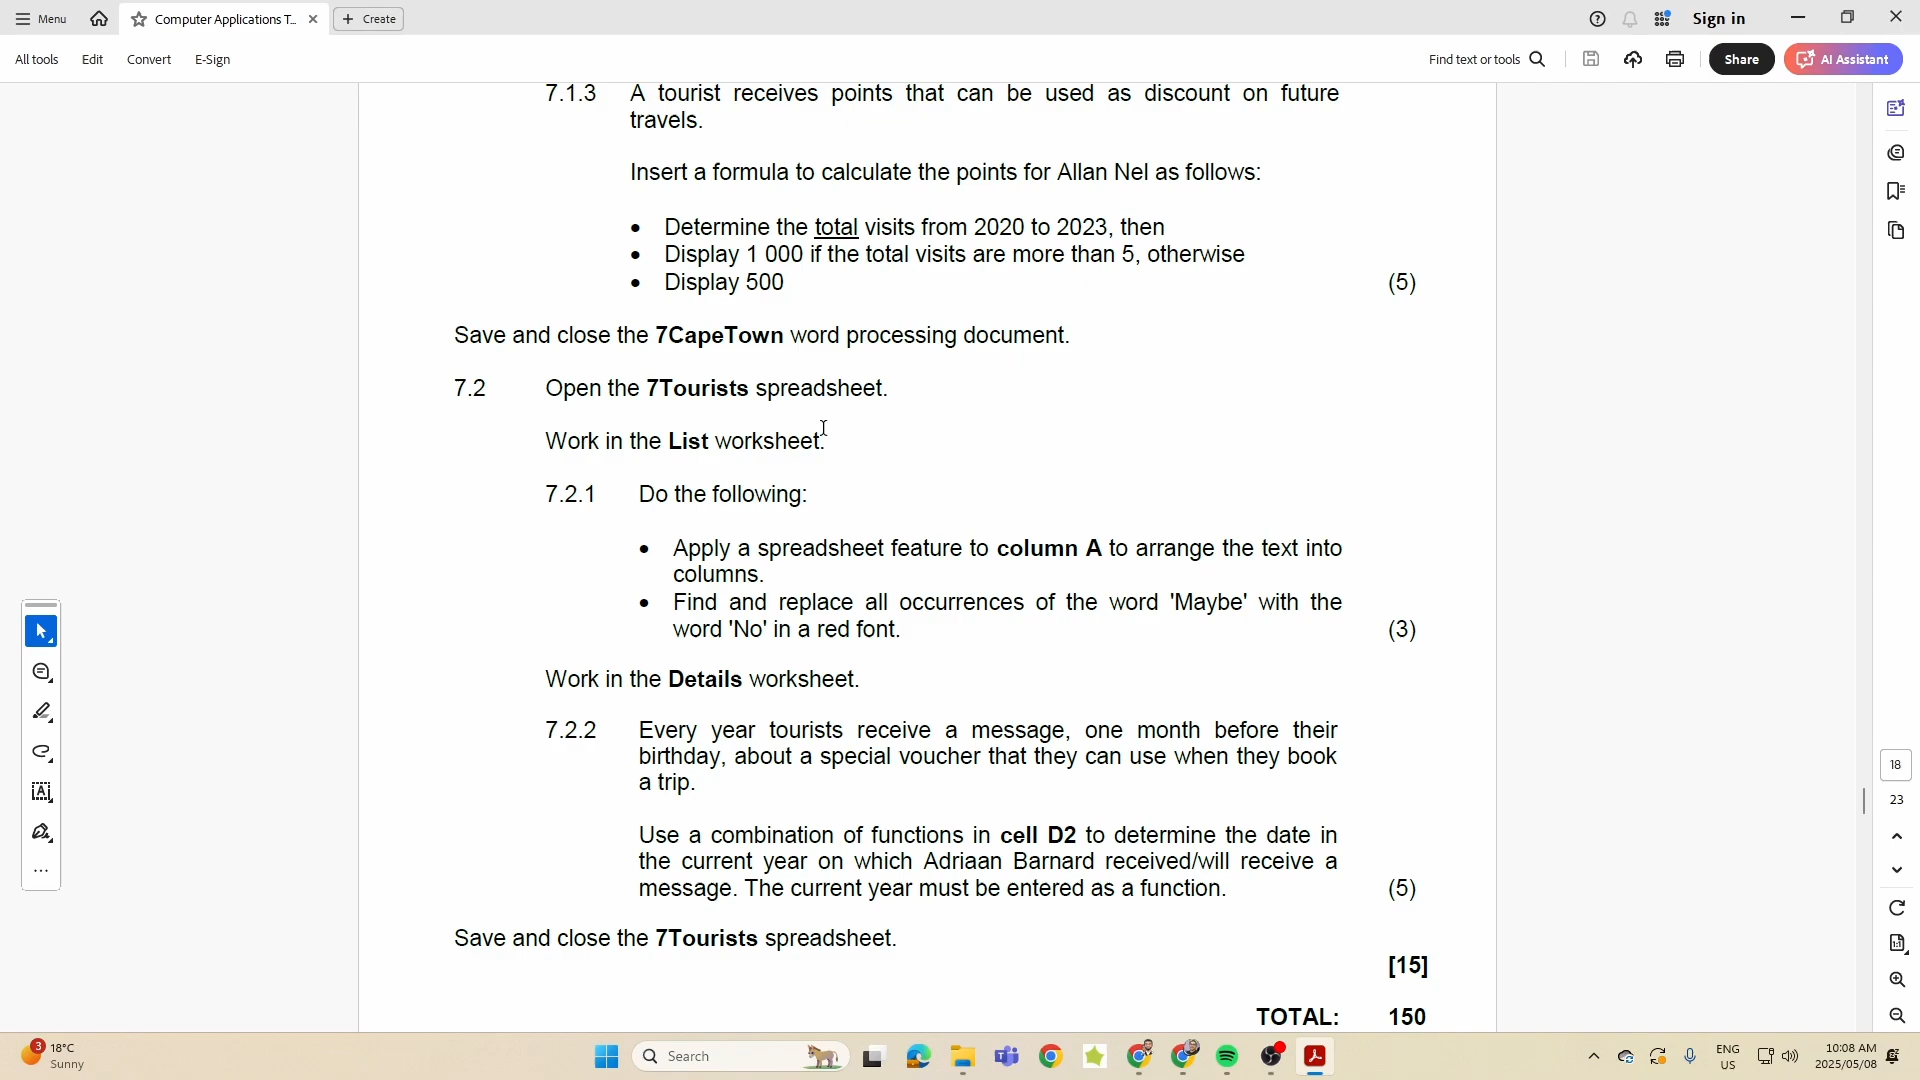 Menu
Computer Applications T...
Create
Sign in
All tools
Edit
Convert
E-Sign
Find text or tools
Share
AI Assistant
7.1.3 A tourist receives points that can be used as discount on future
travels.
Insert a formula to calculate the points for Allan Nel as follows:
• Determine the total visits from 2020 to 2023, then
• Display 1 000 if the total visits are more than 5, otherwise
• Display 500 (5)
Save and close the 7CapeTown word processing document.
7.2 Open the 7Tourists spreadsheet.
Work in the List worksheet.
7.2.1 Do the following:
• Apply a spreadsheet feature to column A to arrange the text into
columns.
• Find and replace all occurrences of the word 'Maybe' with the
word 'No' in a red font. (3)
Work in the Details worksheet.
7.2.2 Every year tourists receive a message, one month before their
birthday, about a special voucher that they can use when they book
a trip.
Use a combination of functions in cell D2 to determine the date in
the current year on which Adriaan Barnard received/will receive a
message. The current year must be entered as a function. (5)
Save and close the 7Tourists spreadsheet.
[15]
TOTAL: 150
18
23
3
18°C
Sunny
Search
ENG
US
10:08 AM
2025/05/08